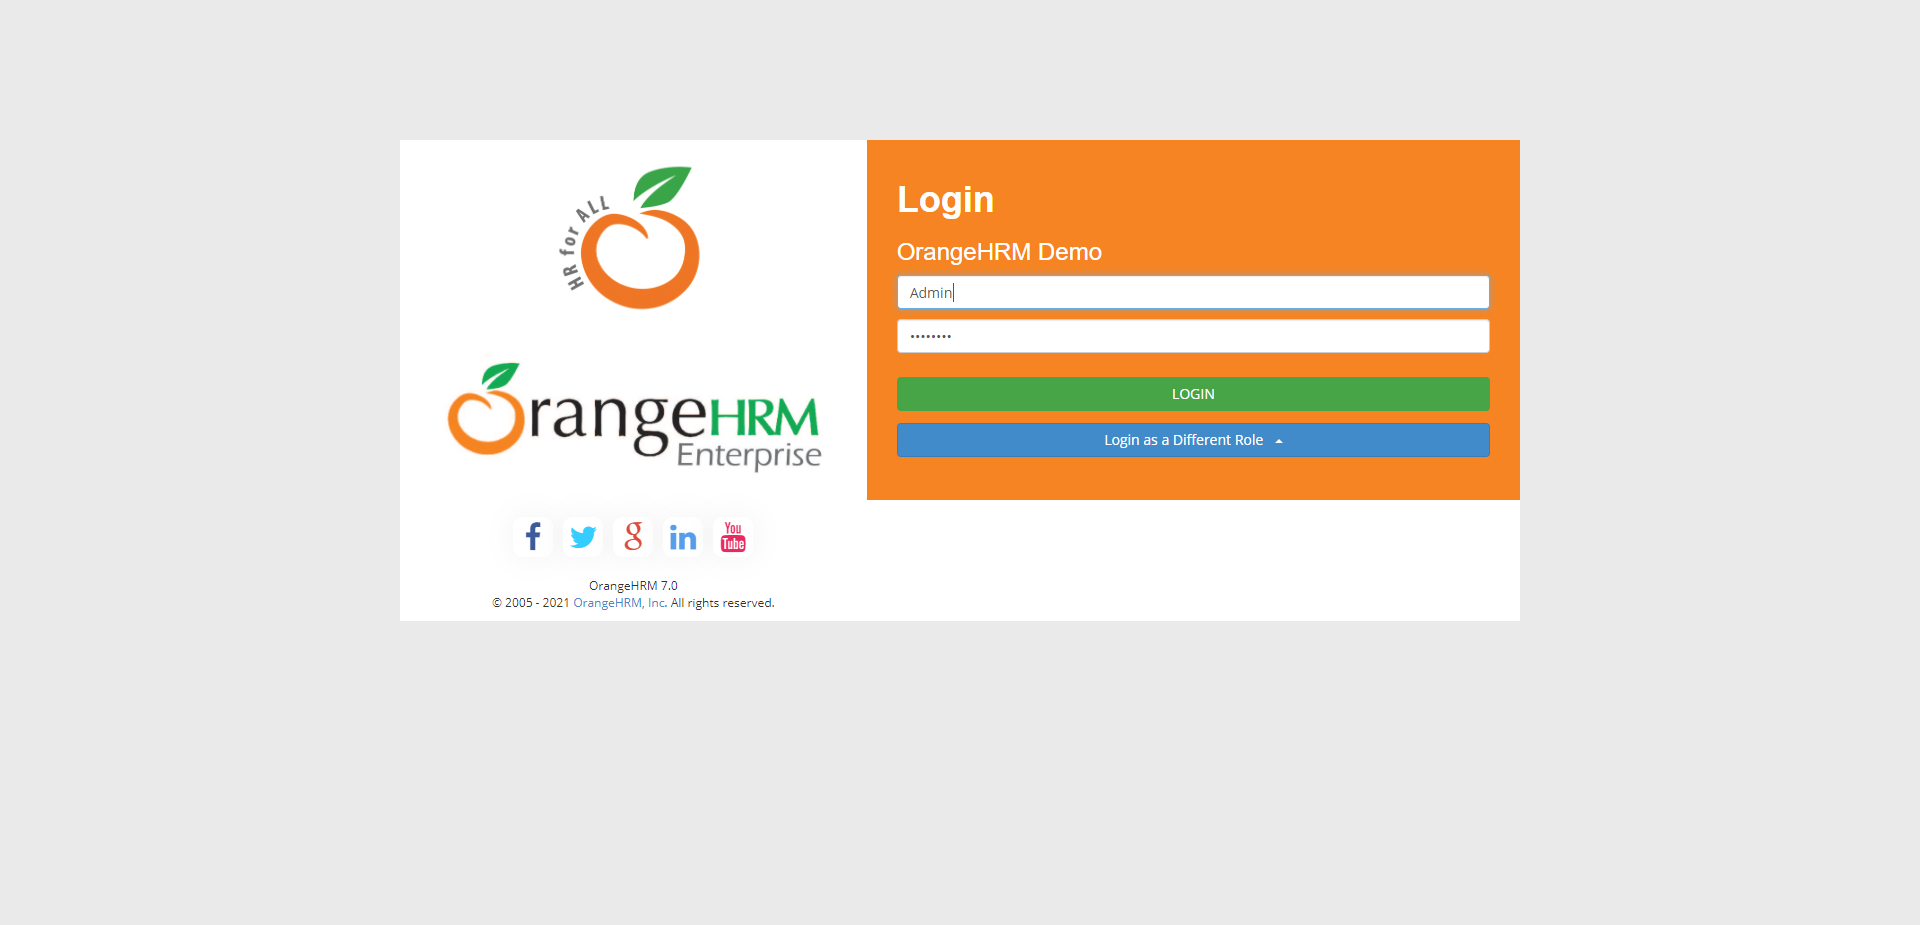 HR for ALL
OrangeHRM
Enterprise
OrangeHRM 7.0
© 2005 - 2021 OrangeHRM, Inc. All rights reserved.
Login
OrangeHRM Demo
Admin
••••••••
LOGIN
Login as a Different Role
f
g
in
You
Tube